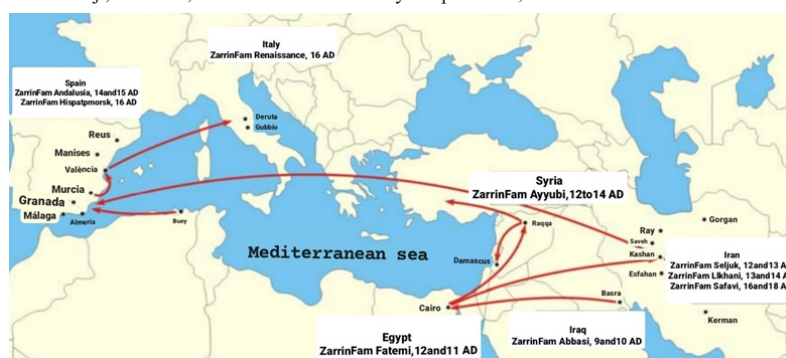 Italy
ZarrinFam Renaissance, 16 AD
Spain
ZarrinFam Andalusia, 14and15 AD
ZarrinFam Hispatpmorsk, 16 AD
Deruta
Gubbio
Reus
Manises
València
Murcia
Granada
Málaga
Almeria
Buey
Mediterranean sea
Syria
ZarrinFam Ayyubi,12to14 AD
Raqqa
Damascus
Cairo
Ray
Gorgan
Saveh
Kashan
Esfahan
Basra
Kerman
Iran
ZarrinFam Seljuk, 12and13 A
ZarrinFam LIkhani, 13and14 A
ZarrinFam Safavi, 16and18 A
Egypt
ZarrinFam Fatemi,12and11 AD
Iraq
ZarrinFam Abbasi, 9and10 AD